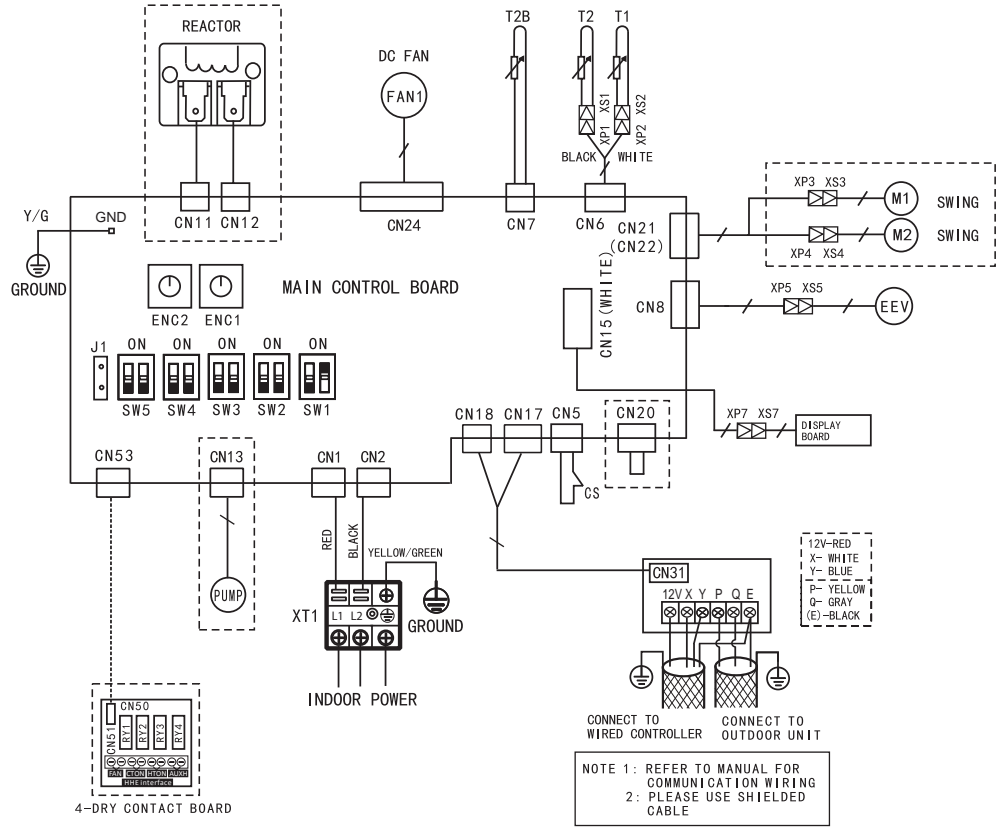 REACTOR
DC FAN
FAN1
T2B
T2
T1
XP1 XS1
XP2 XS2
BLACK
WHITE
CN11
CN12
CN24
CN7
CN6
Y/G
GND
GROUND
CN21
(CN22)
XP3 XS3
M1
SWING
XP4 XS4
M2
SWING
CN8
XP5 XS5
EEV
CN15(WHITE)
ENC2
ENC1
MAIN CONTROL BOARD
J1
ON
ON
ON
ON
ON
SW5
SW4
SW3
SW2
SW1
XP7 XS7
DISPLAY
BOARD
CN18
CN17
CN5
CN20
CS
CN53
CN13
CN1
CN2
PUMP
RED
BLACK
YELLOW/GREEN
XT1
L1
L2
GROUND
INDOOR POWER
CN31
12V X Y P Q E
12V-RED
X- WHITE
Y- BLUE
P- YELLOW
Q- GRAY
(E)-BLACK
CONNECT TO
WIRED CONTROLLER
CONNECT TO
OUTDOOR UNIT
CN50
CN51
RY1
RY2
RY3
RY4
FAN CTON HTON AUXH
HHE interface
4-DRY CONTACT BOARD
NOTE 1: REFER TO MANUAL FOR
COMMUNICATION WIRING
2: PLEASE USE SHIELDED
CABLE